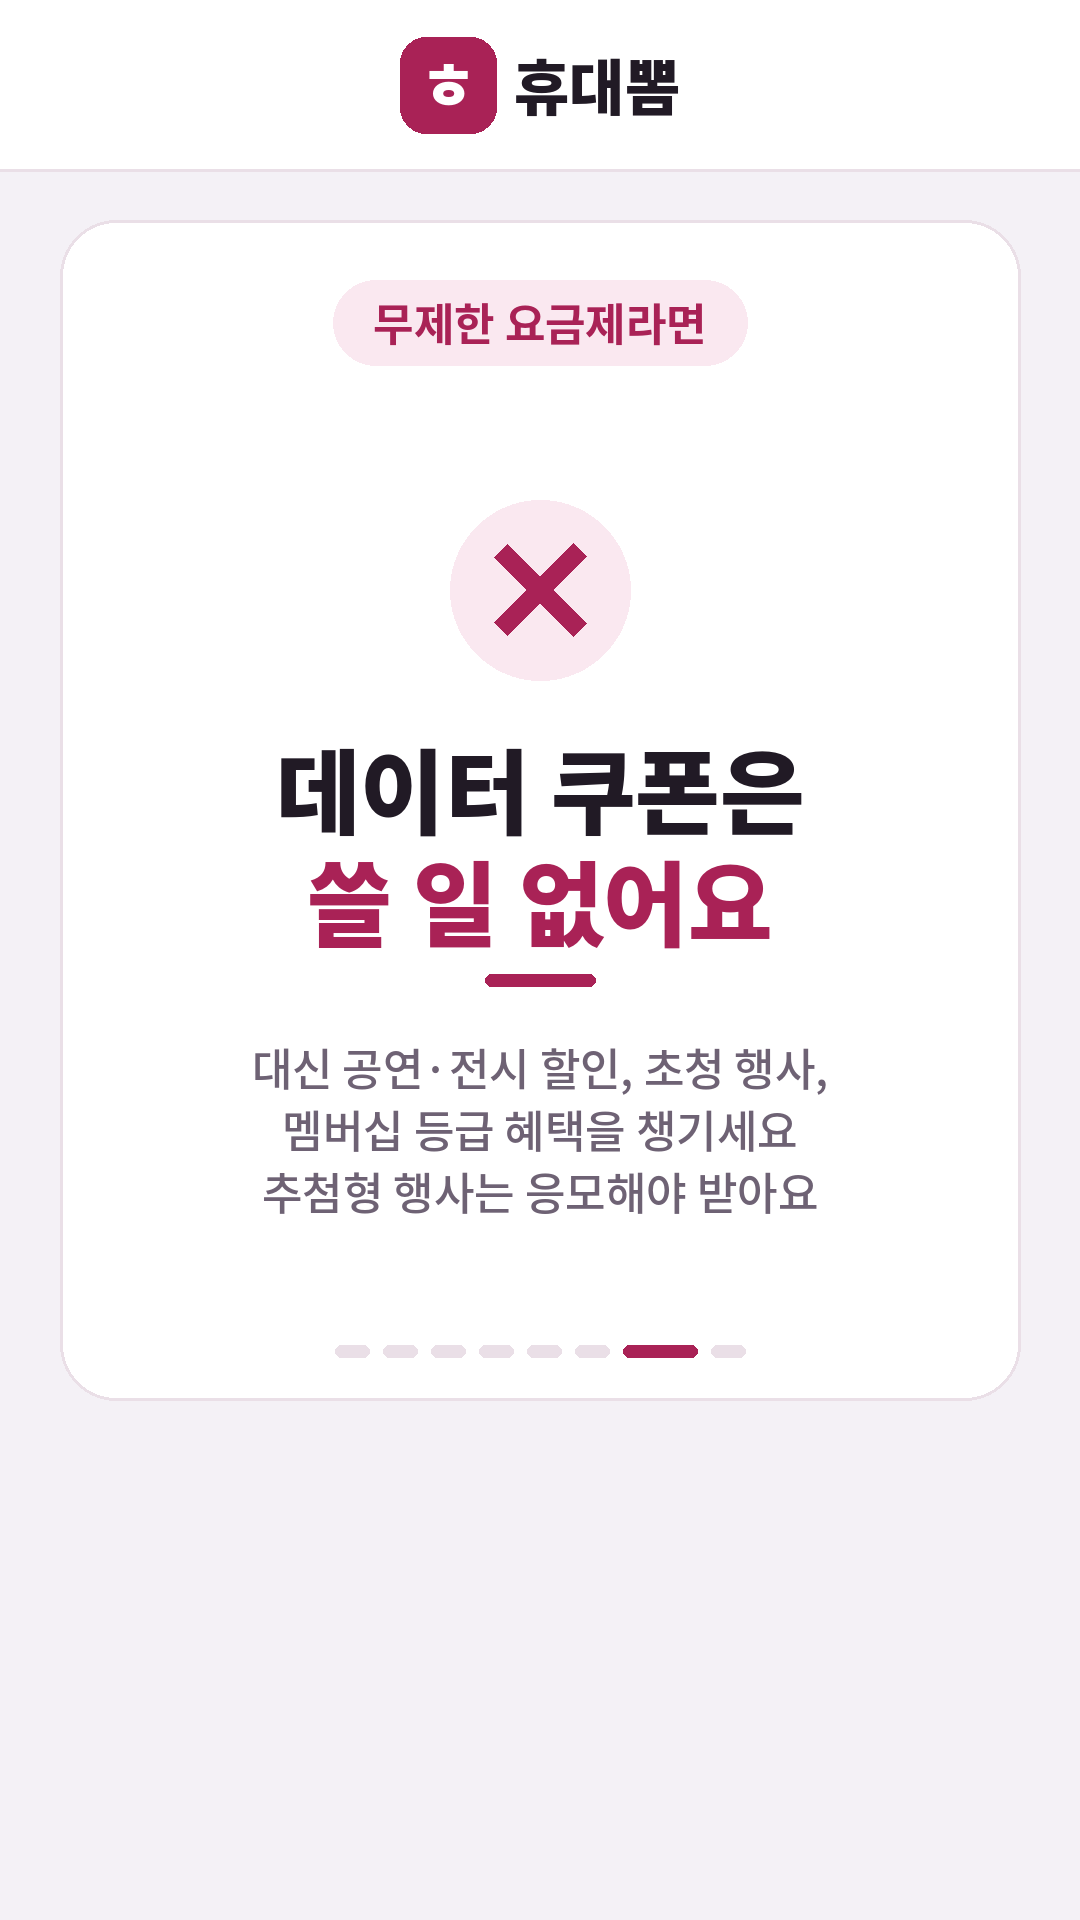 ㅎ 휴대뽐
무제한 요금제라면
데이터 쿠폰은
쓸 일 없어요
대신 공연·전시 할인, 초청 행사,
멤버십 등급 혜택을 챙기세요
추첨형 행사는 응모해야 받아요